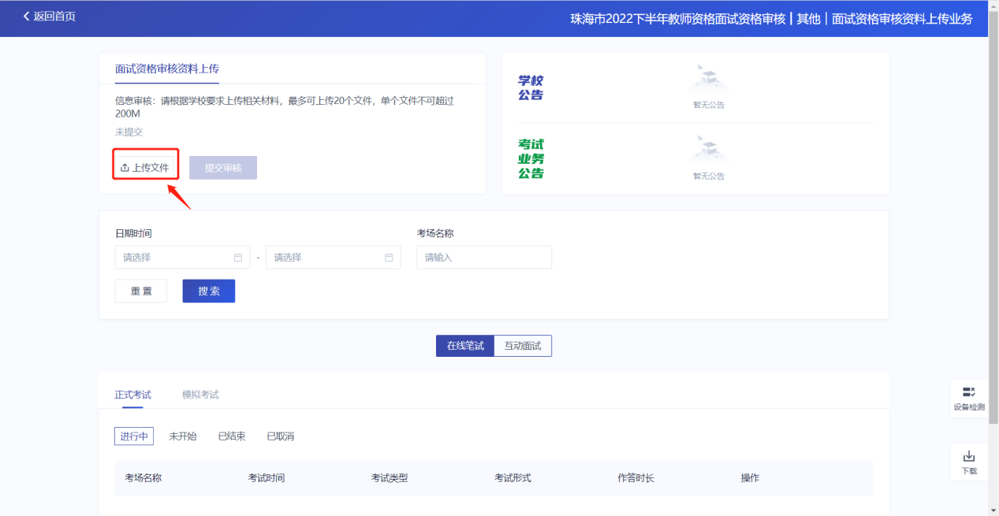 返回首页
珠海市2022下半年教师资格面试资格审核丨其他丨面试资格审核资料上传业务
面试资格审核资料上传
信息审核：请根据学校要求上传相关材料，最多可上传20个文件，单个文件不可超过
200M
未提交
上传文件
提交审核
学校
公告
暂无公告
考试
业务
公告
暂无公告
日期时间
考场名称
请选择
-
请选择
请输入
重 置
搜 索
在线笔试
互动面试
正式考试
模拟考试
设备检测
进行中
未开始
已结束
已取消
下载
考场名称
考试时间
考试类型
考试形式
作答时长
操作